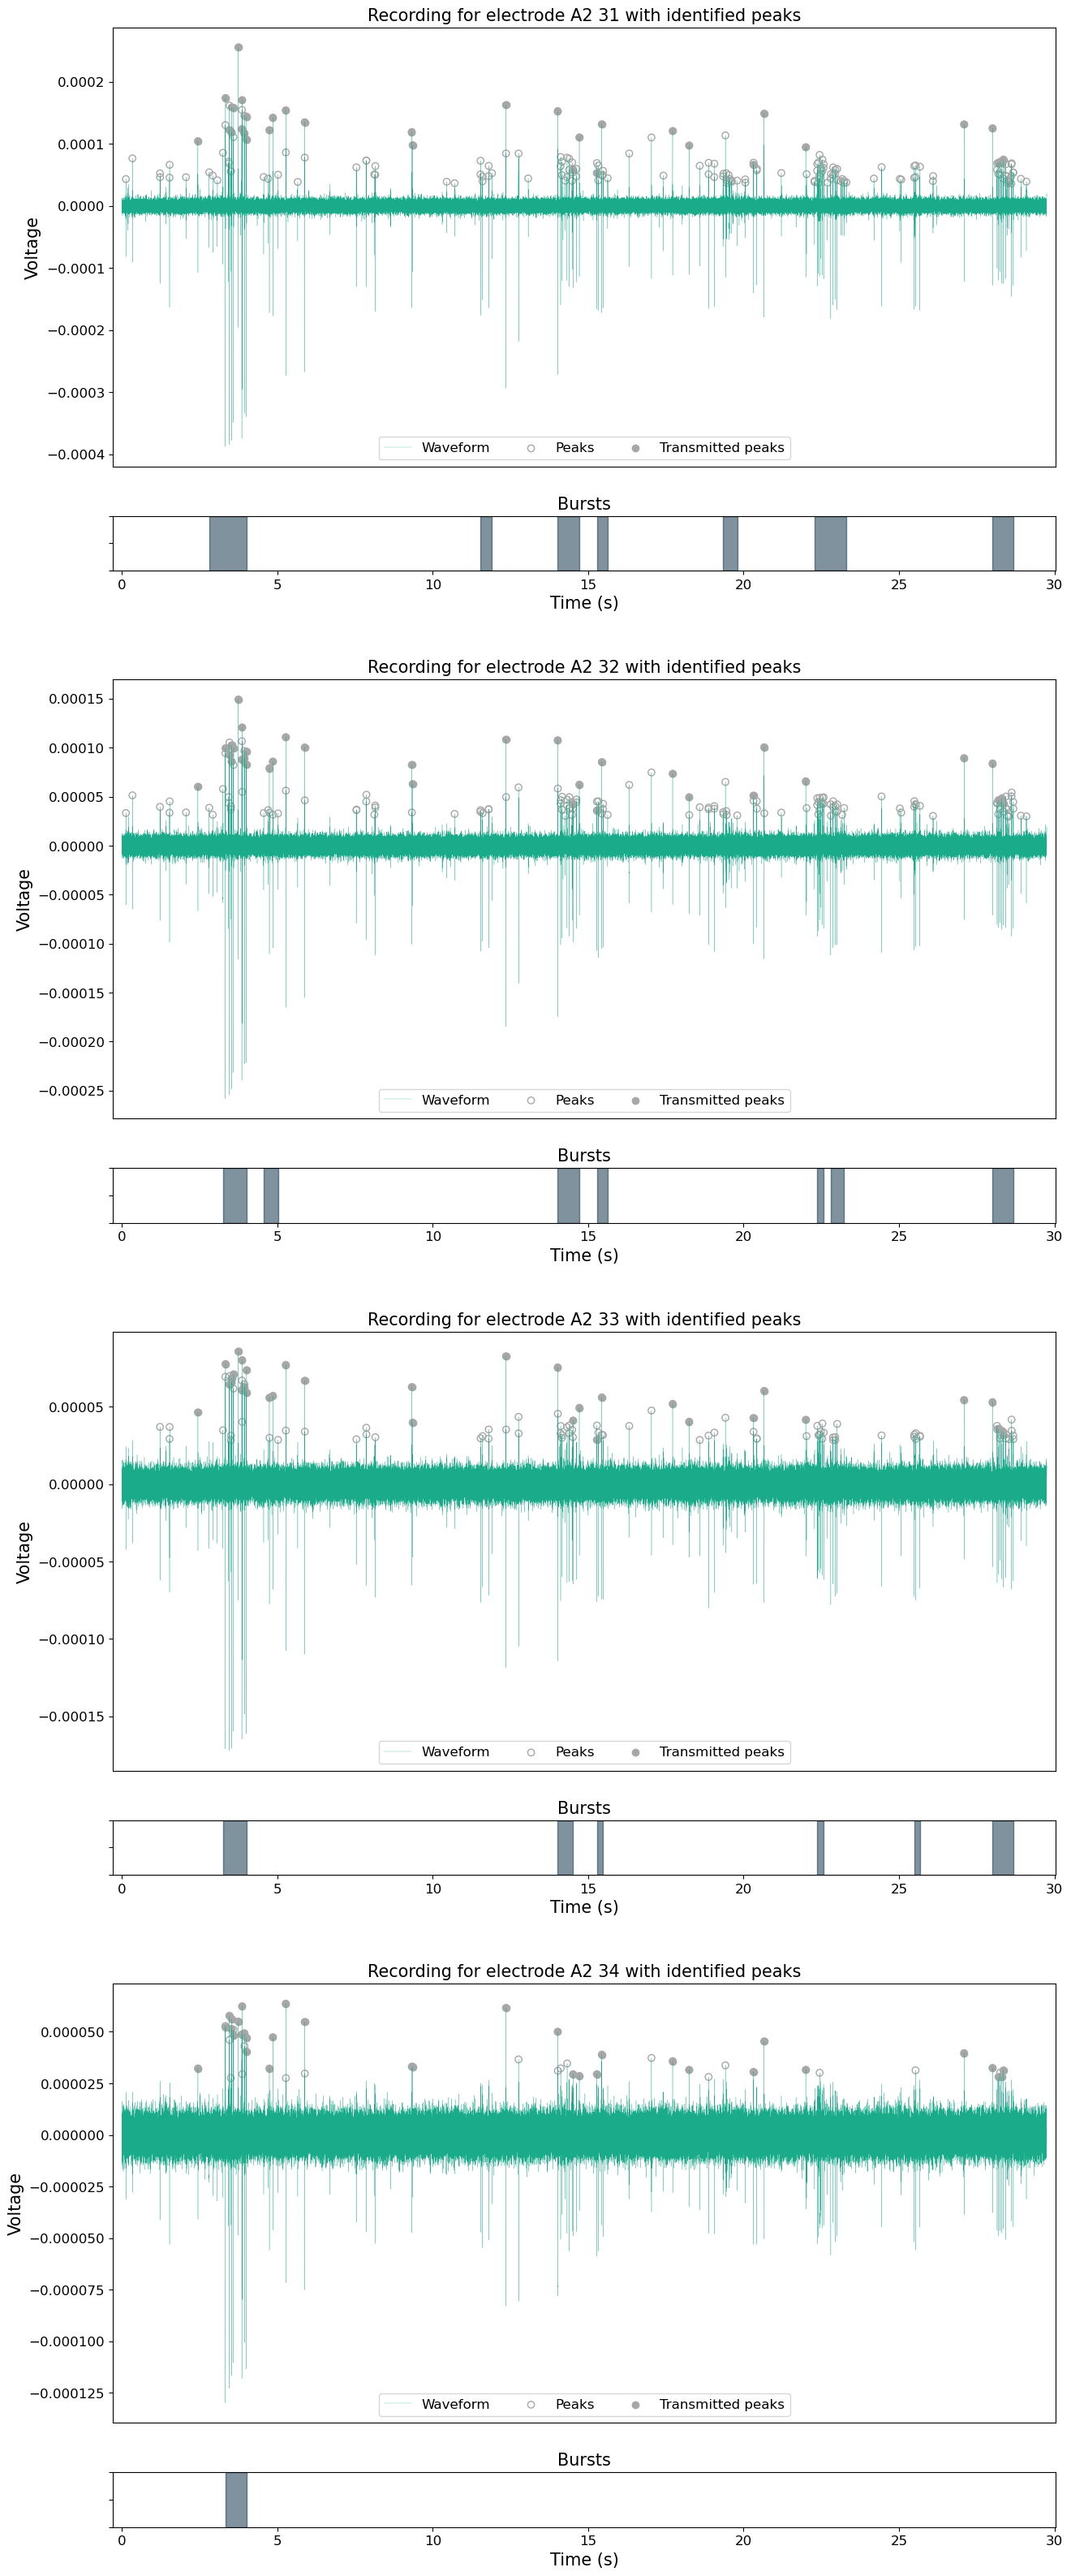 Recording for electrode A2 31 with identified peaks
0.0002
0.0001
0.0000
−0.0001
−0.0002
−0.0003
−0.0004
Voltage
Waveform Peaks Transmitted peaks
Bursts
0 5 10 15 20 25 30
Time (s)
Recording for electrode A2 32 with identified peaks
0.00015
0.00010
0.00005
0.00000
−0.00005
−0.00010
−0.00015
−0.00020
−0.00025
Voltage
Waveform Peaks Transmitted peaks
Bursts
0 5 10 15 20 25 30
Time (s)
Recording for electrode A2 33 with identified peaks
0.00005
0.00000
−0.00005
−0.00010
−0.00015
Voltage
Waveform Peaks Transmitted peaks
Bursts
0 5 10 15 20 25 30
Time (s)
Recording for electrode A2 34 with identified peaks
0.000050
0.000025
0.000000
−0.000025
−0.000050
−0.000075
−0.000100
−0.000125
Voltage
Waveform Peaks Transmitted peaks
Bursts
0 5 10 15 20 25 30
Time (s)